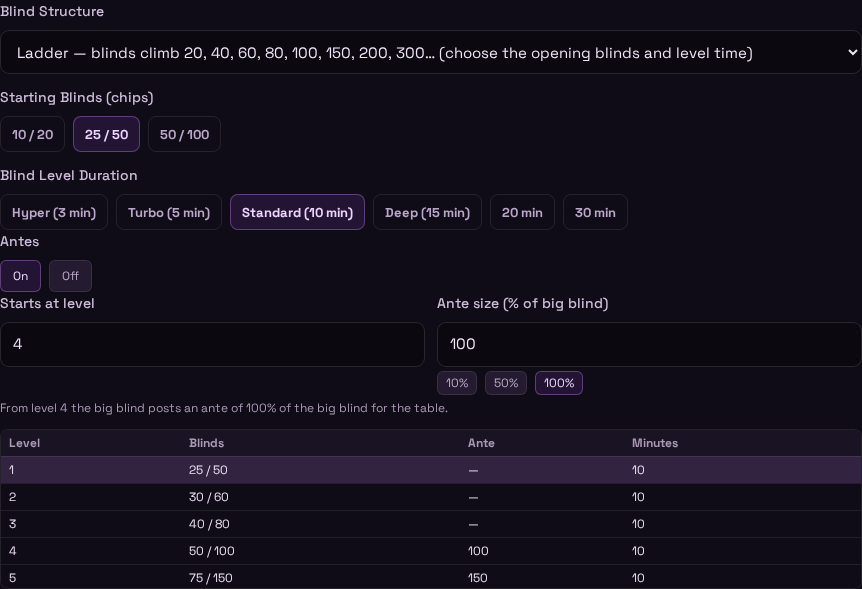 Blind Structure
Ladder — blinds climb 20, 40, 60, 80, 100, 150, 200, 300... (choose the opening blinds and level time)
Starting Blinds (chips)
10 / 20 25 / 50 50 / 100
Blind Level Duration
Hyper (3 min) Turbo (5 min) Standard (10 min) Deep (15 min) 20 min 30 min
Antes
On Off
Starts at level Ante size (% of big blind)
4 100
10% 50% 100%
From level 4 the big blind posts an ante of 100% of the big blind for the table.
Level Blinds Ante Minutes
1 25 / 50 — 10
2 30 / 60 — 10
3 40 / 80 — 10
4 50 / 100 100 10
5 75 / 150 150 10